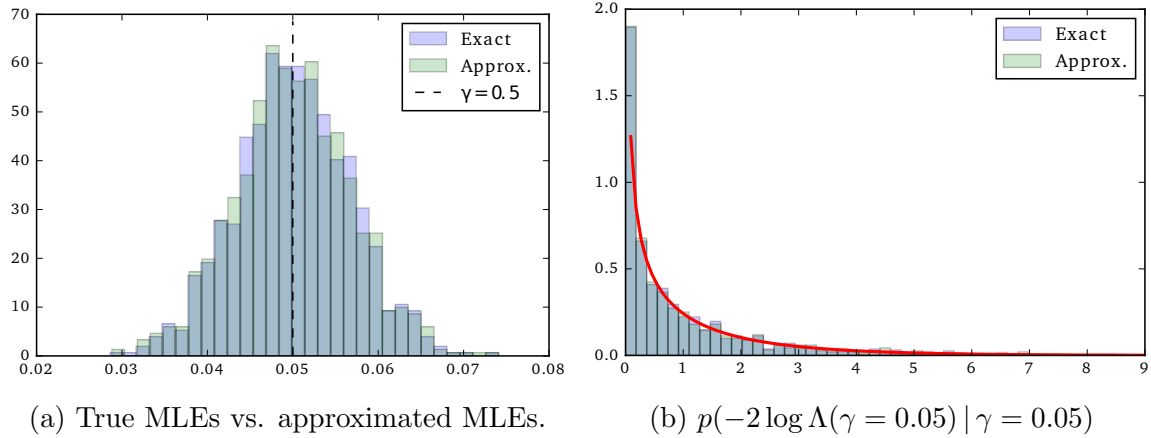 70
60
50
40
30
20
10
0
0.02 0.03 0.04 0.05 0.06 0.07 0.08
Exact
Approx.
γ=0.5
(a) True MLEs vs. approximated MLEs.
2.0
1.5
1.0
0.5
0.0
0 1 2 3 4 5 6 7 8 9
Exact
Approx.
(b) p(−2 log Λ(γ = 0.05) | γ = 0.05)